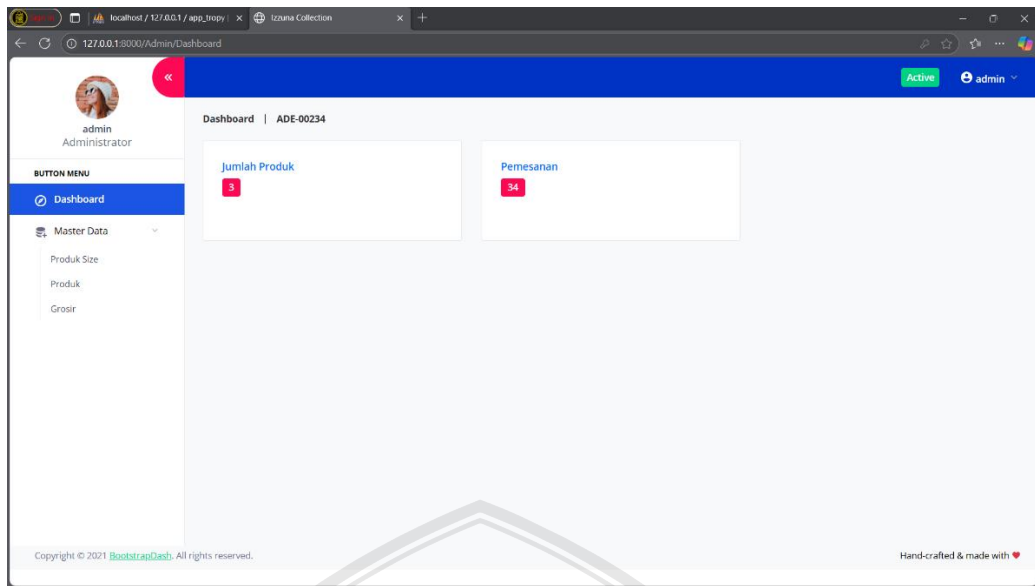 localhost / 127.0.0.1 / app_tropy |
Izzuna Collection
127.0.0.1:8000/Admin/Dashboard
Active
admin
admin
Administrator
Dashboard | ADE-00234
BUTTON MENU
Dashboard
Master Data
Produk Size
Produk
Grosir
Jumlah Produk
3
Pemesanan
34
Copyright © 2021 BootstrapDash. All rights reserved.
Hand-crafted & made with